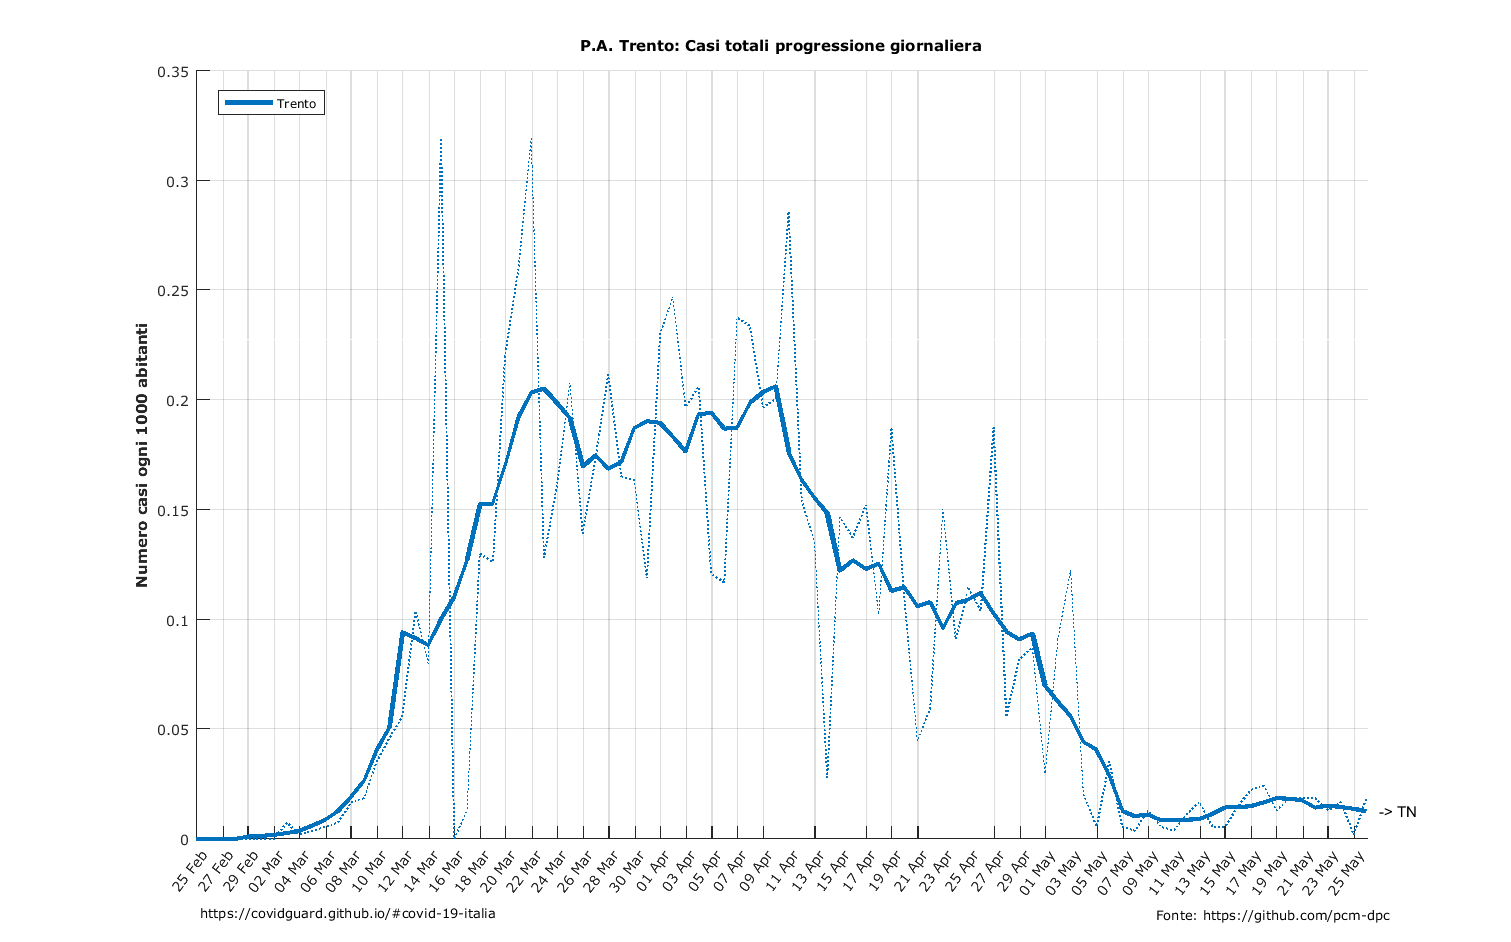 P.A. Trento: Casi totali progressione giornaliera
Trento
Numero casi ogni 1000 abitanti
0.35
0.3
0.25
0.2
0.15
0.1
0.05
0
-> TN
25 Feb
27 Feb
29 Feb
02 Mar
04 Mar
06 Mar
08 Mar
10 Mar
12 Mar
14 Mar
16 Mar
18 Mar
20 Mar
22 Mar
24 Mar
26 Mar
28 Mar
30 Mar
01 Apr
03 Apr
05 Apr
07 Apr
09 Apr
11 Apr
13 Apr
15 Apr
17 Apr
19 Apr
21 Apr
23 Apr
25 Apr
27 Apr
29 Apr
01 May
03 May
05 May
07 May
09 May
11 May
13 May
15 May
17 May
19 May
21 May
23 May
25 May
https://covidguard.github.io/#covid-19-italia
Fonte: https://github.com/pcm-dpc